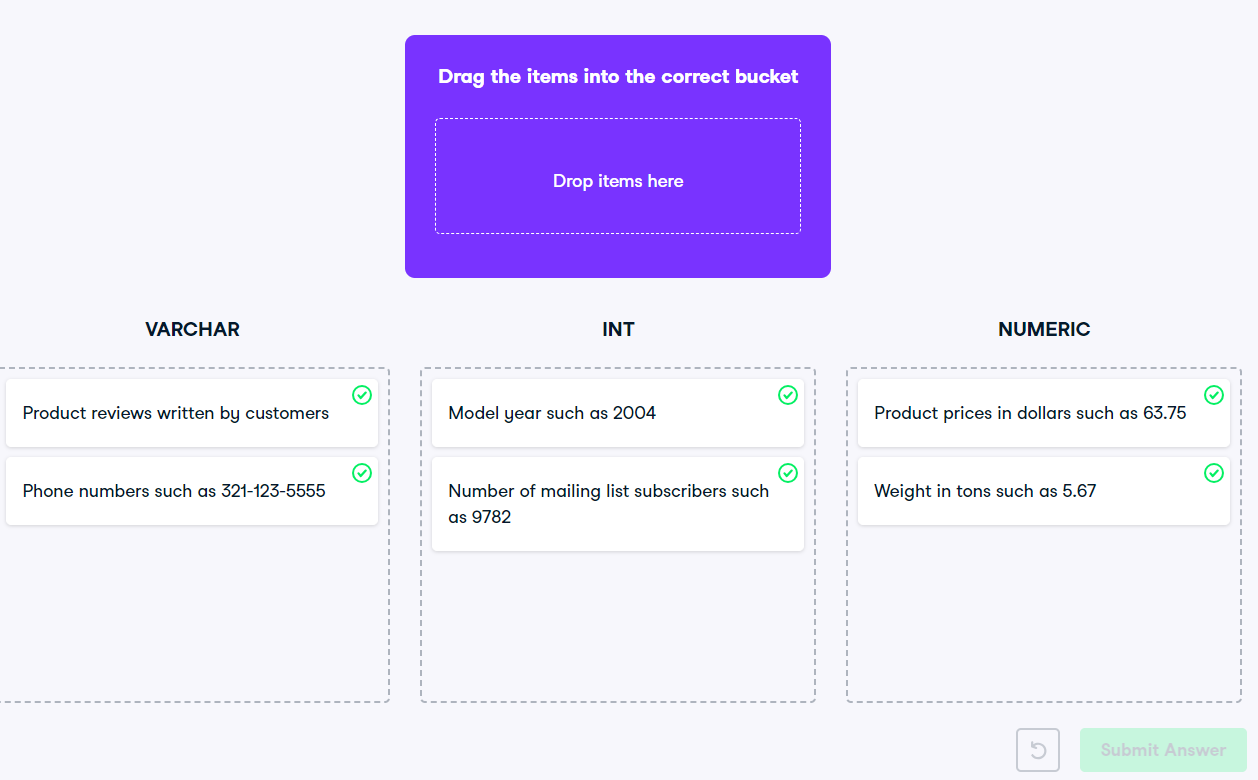 Drag the items into the correct bucket
Drop items here
VARCHAR
INT
NUMERIC
Product reviews written by customers
Phone numbers such as 321-123-5555
Model year such as 2004
Number of mailing list subscribers such
as 9782
Product prices in dollars such as 63.75
Weight in tons such as 5.67
Submit Answer